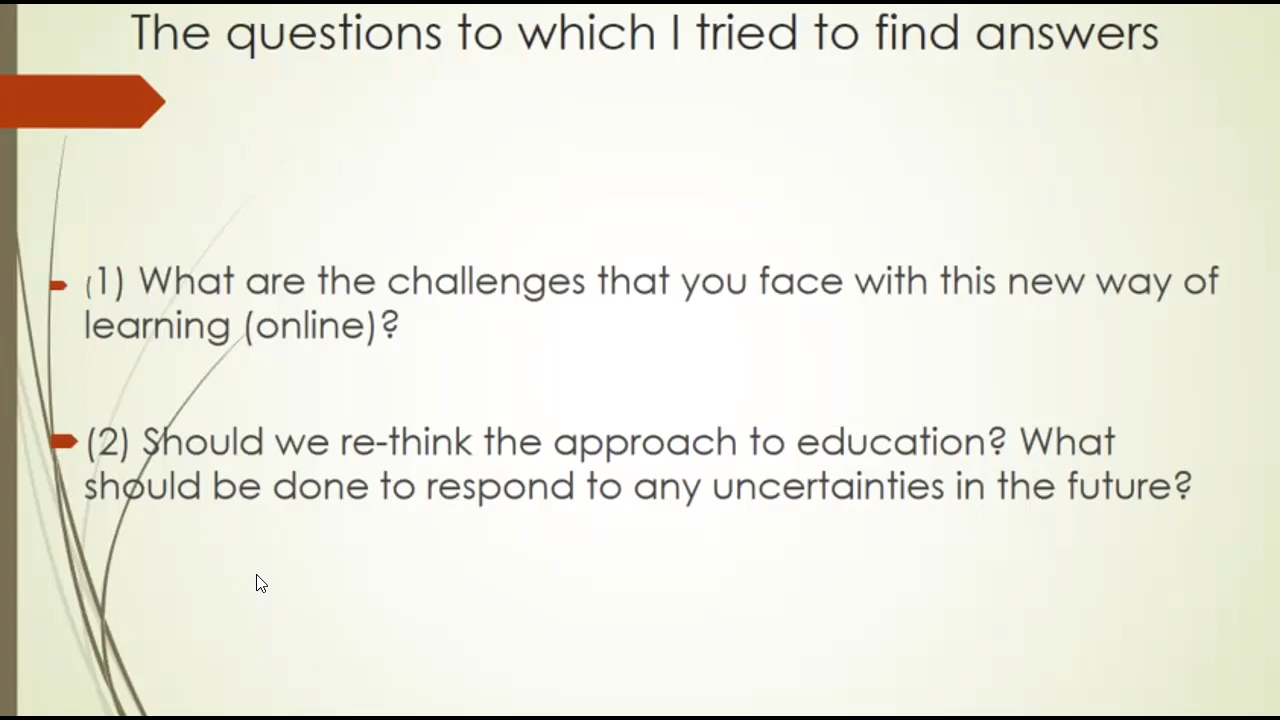 The questions to which I tried to find answers
(1) What are the challenges that you face with this new way of
learning (online)?
(2) Should we re-think the approach to education? What
should be done to respond to any uncertainties in the future?